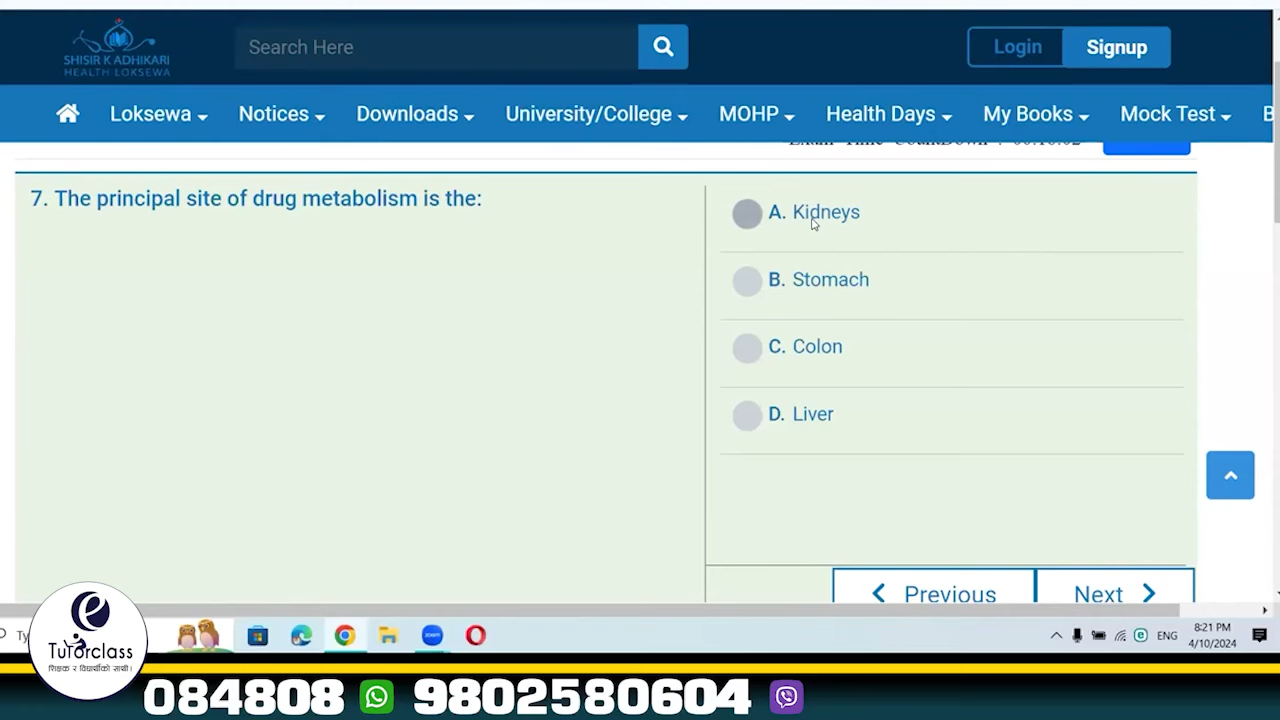 SHISIR K ADHIKARI
HEALTH LOKSEWA
Search Here
Login
Signup
Loksewa
Notices
Downloads
University/College
MOHP
Health Days
My Books
Mock Test
B
7. The principal site of drug metabolism is the:
A. Kidneys
B. Stomach
C. Colon
D. Liver
Previous
Next
Ty
ENG
8:21 PM
4/10/2024
e
Tutorclass
शिक्षक र विद्यार्थीको साथी।
zoom
084808
9802580604